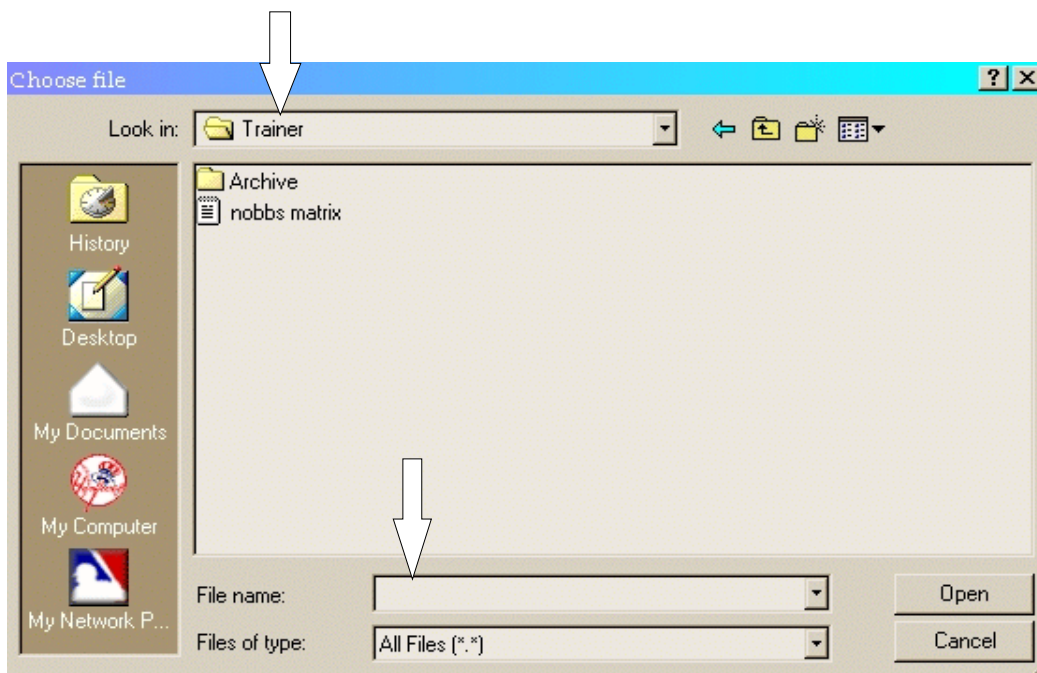 Choose file
?
Look in:
Trainer
Archive
nobbs matrix
History
Desktop
My Documents
My Computer
My Network P...
File name:
Open
Files of type:
All Files (*.*)
Cancel